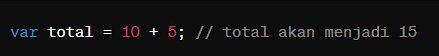 var total = 10 + 5; // total akan menjadi 15